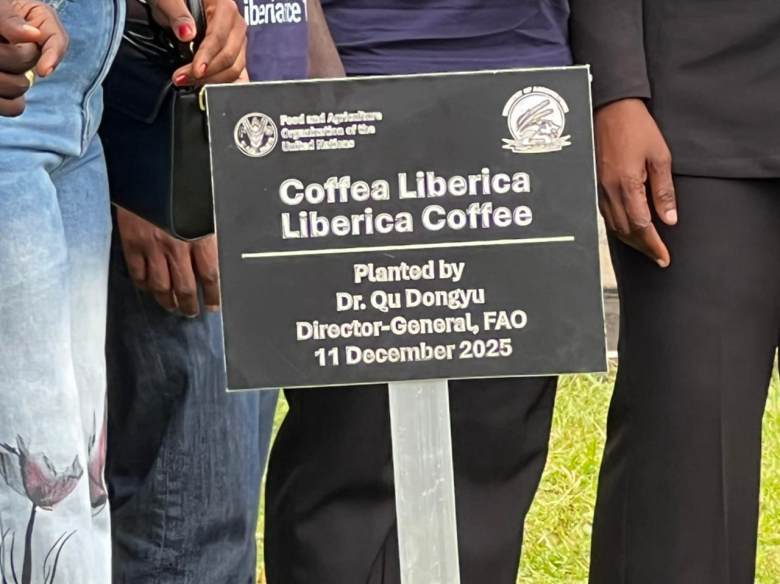 Food and Agriculture
Organization of the
United Nations
Coffea Liberica
Liberica Coffee
Planted by
Dr. Qu Dongyu
Director-General, FAO
11 December 2025